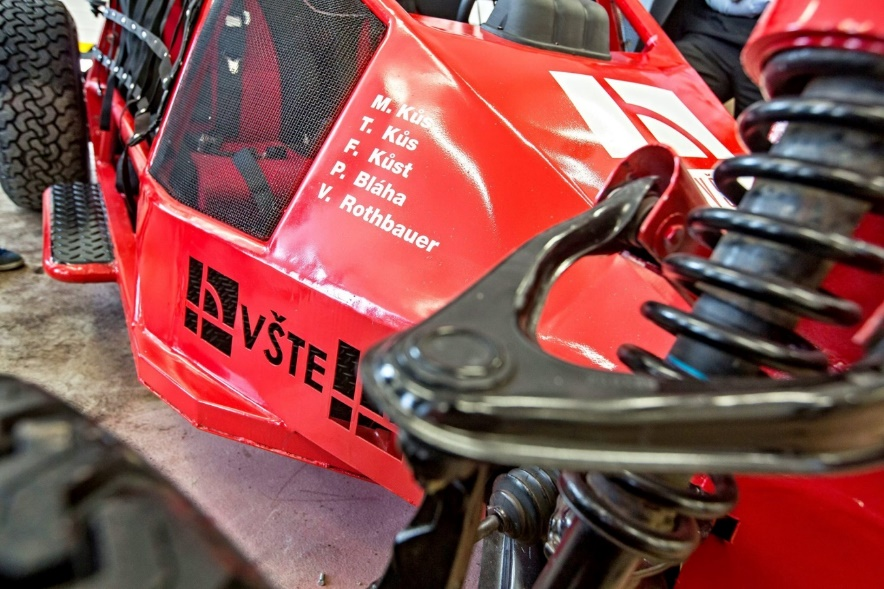 M. Kůs
T. Kůs
F. Kůst
P. Bláha
V. Rothbauer
VŠTE